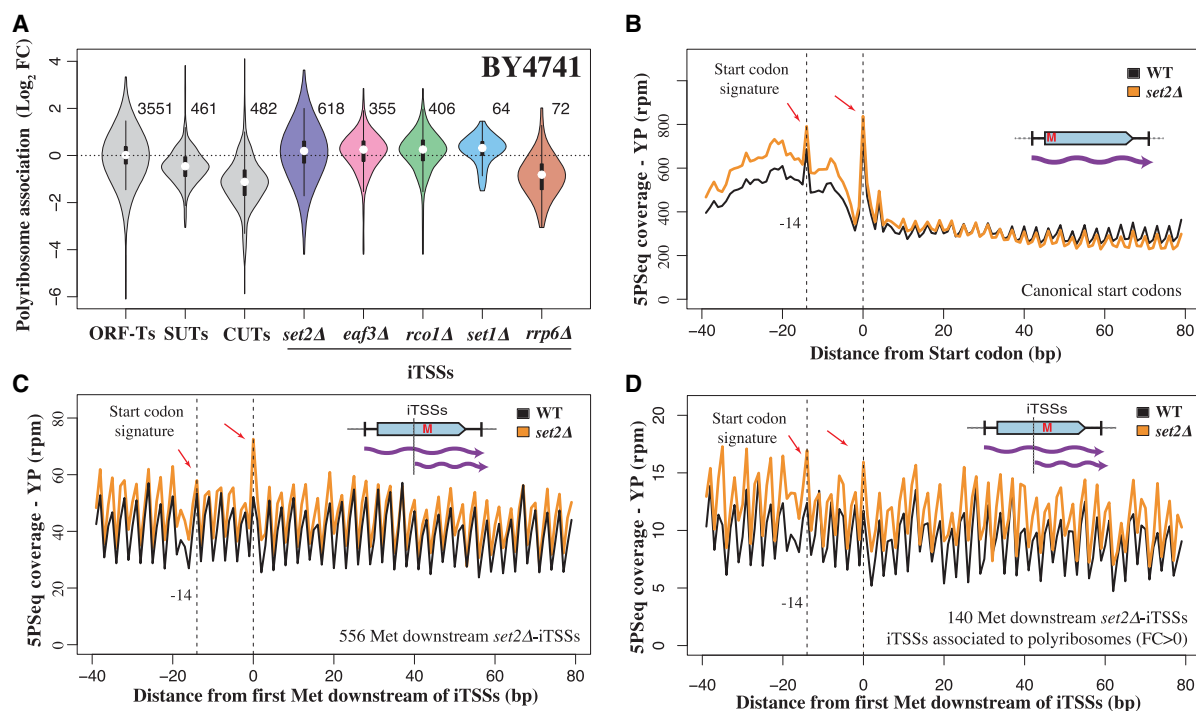 A
BY4741
Polyribosome association (Log2 FC)
4
2
0
−2
−4
−6
3551
461
482
618
355
406
64
72
ORF-Ts
SUTs
CUTs
set2Δ
eaf3Δ
rco1Δ
set1Δ
rrp6Δ
iTSSs
B
5PSeq coverage - YP (rpm)
0
200
400
600
800
Start codon
signature
-14
WT
set2Δ
M
Canonical start codons
−40
−20
0
20
40
60
80
Distance from Start codon (bp)
C
5PSeq coverage - YP (rpm)
0
20
40
60
80
Start codon
signature
-14
iTSSs
M
WT
set2Δ
556 Met downstream set2Δ-iTSSs
−40
−20
0
20
40
60
80
Distance from first Met downstream of iTSSs (bp)
D
5PSeq coverage - YP (rpm)
0
5
10
15
20
Start codon
signature
-14
iTSSs
M
WT
set2Δ
140 Met downstream set2Δ-iTSSs
iTSSs associated to polyribosomes (FC>0)
−40
−20
0
20
40
60
80
Distance from first Met downstream of iTSSs (bp)